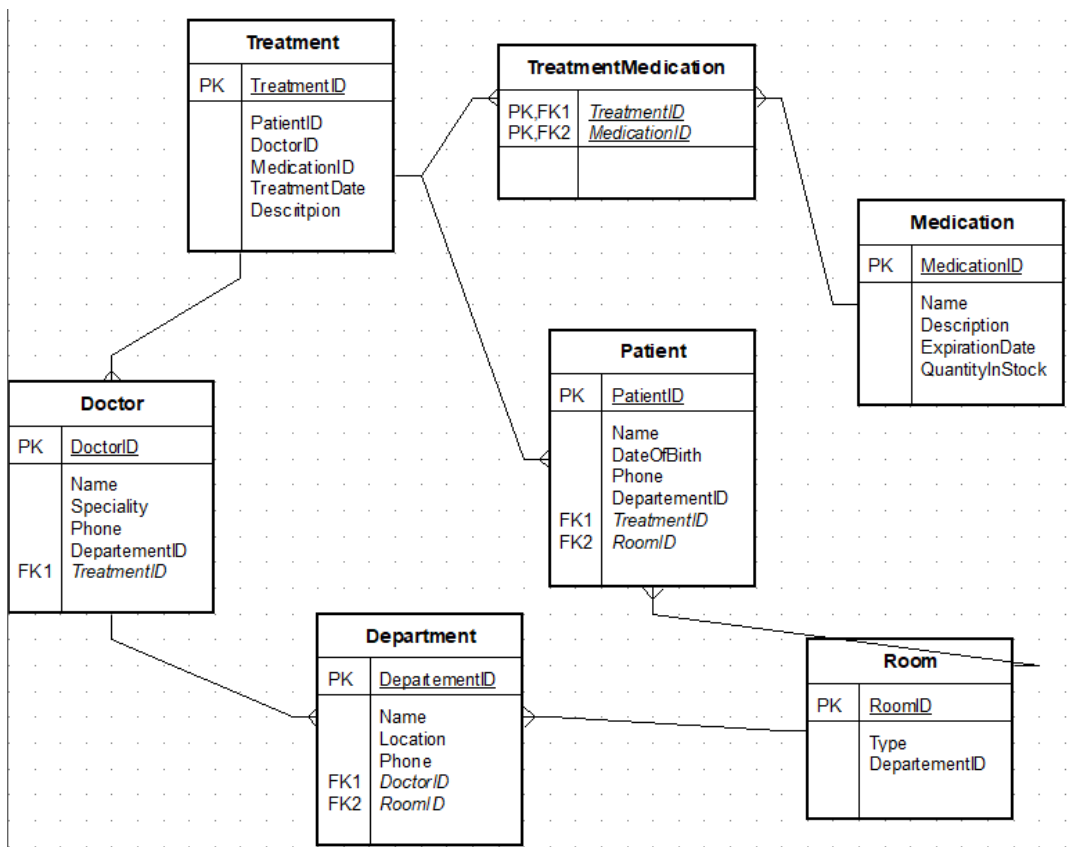 Treatment
PK TreatmentID
PatientID
DoctorID
MedicationID
TreatmentDate
Descritpion
TreatmentMedication
PK,FK1 TreatmentID
PK,FK2 MedicationID
Medication
PK MedicationID
Name
Description
ExpirationDate
QuantityInStock
Patient
PK PatientID
Name
DateOfBirth
Phone
DepartementID
FK1 TreatmentID
FK2 RoomID
Doctor
PK DoctorID
Name
Speciality
Phone
DepartementID
FK1 TreatmentID
Department
PK DepartementID
Name
Location
Phone
FK1 DoctorID
FK2 RoomID
Room
PK RoomID
Type
DepartementID